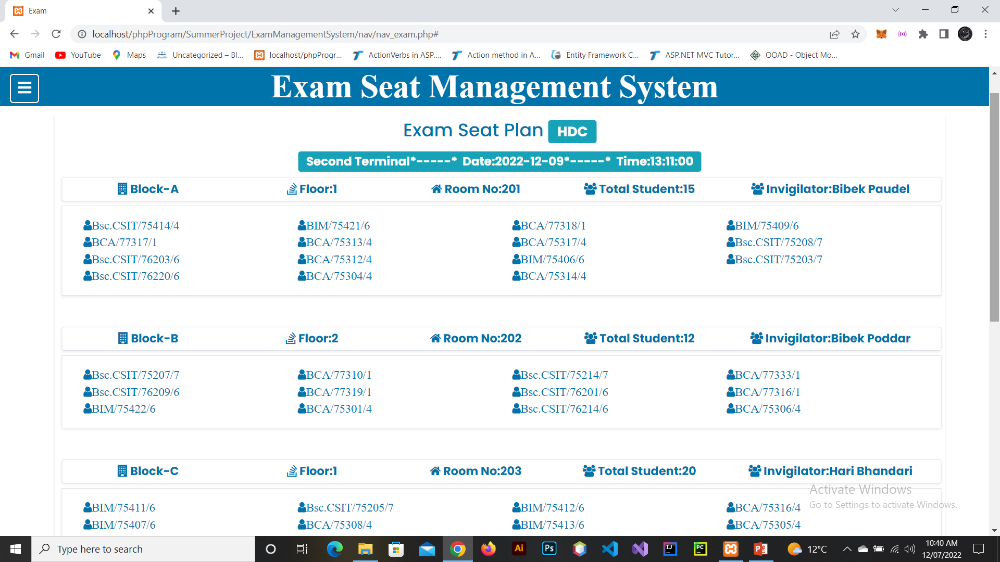 Exam
localhost/phpProgram/SummerProject/ExamManagementSystem/nav/nav_exam.php#
Gmail YouTube Maps Uncategorized – Bl... localhost/phpProgr... ActionVerbs in ASP.... Action method in A... Entity Framework C... ASP.NET MVC Tutor... OOAD - Object Mo...
Exam Seat Management System
Exam Seat Plan HDC
Second Terminal*-----* Date:2022-12-09*-----* Time:13:11:00
Block-A Floor:1 Room No:201 Total Student:15 Invigilator:Bibek Paudel
Bsc.CSIT/75414/4 BIM/75421/6 BCA/77318/1 BIM/75409/6
BCA/77317/1 BCA/75313/4 BCA/75317/4 Bsc.CSIT/75208/7
Bsc.CSIT/76203/6 BCA/75312/4 BIM/75406/6 Bsc.CSIT/75203/7
Bsc.CSIT/76220/6 BCA/75304/4 BCA/75314/4
Block-B Floor:2 Room No:202 Total Student:12 Invigilator:Bibek Poddar
Bsc.CSIT/75207/7 BCA/77310/1 Bsc.CSIT/75214/7 BCA/77333/1
Bsc.CSIT/76209/6 BCA/77319/1 Bsc.CSIT/76201/6 BCA/77316/1
BIM/75422/6 BCA/75301/4 Bsc.CSIT/76214/6 BCA/75306/4
Block-C Floor:1 Room No:203 Total Student:20 Invigilator:Hari Bhandari
Activate Windows
BIM/75411/6 Bsc.CSIT/75205/7 BIM/75412/6 BCA/75316/4 Go to Settings to activate Windows.
BIM/75407/6 BCA/75308/4 BIM/75413/6 BCA/75305/4
Type here to search Ai Ps IJ PC 12°C 10:40 AM
12/07/2022